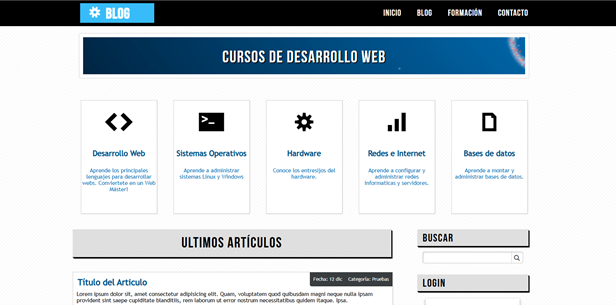 BLOG
INICIO BLOG FORMACIÓN CONTACTO
CURSOS DE DESARROLLO WEB
Desarrollo Web
Aprende los principales
lenguajes para desarrollar
webs. Conviertete en un Web
Máster!
Sistemas Operativos
Aprende a administrar
sistemas Linux y Windows
Hardware
Conoce los entresijos del
hardware.
Redes e Internet
Aprende a configurar y
administrar redes
informaticas y servidores.
Bases de datos
Aprende a montar y
administrar bases de datos.
ULTIMOS ARTÍCULOS
Fecha: 12 dic Categoria: Pruebas
Titulo del Articulo
Lorem ipsum dolor sit, amet consectetur adipisicing elit. Quam, voluptatem quod quibusdam magni neque nulla ipsam
provident sint saepe cupiditate blanditiis, rem laborum ut error nostrum necessitatibus quidem itaque. Ipsa.
BUSCAR
LOGIN